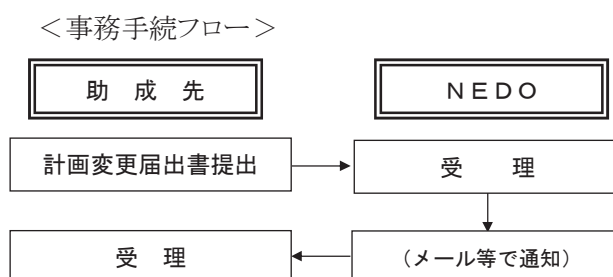 ＜事務手続フロー＞
助 成 先
ＮＥＤＯ
計画変更届出書提出
受 理
受 理
（メール等で通知）